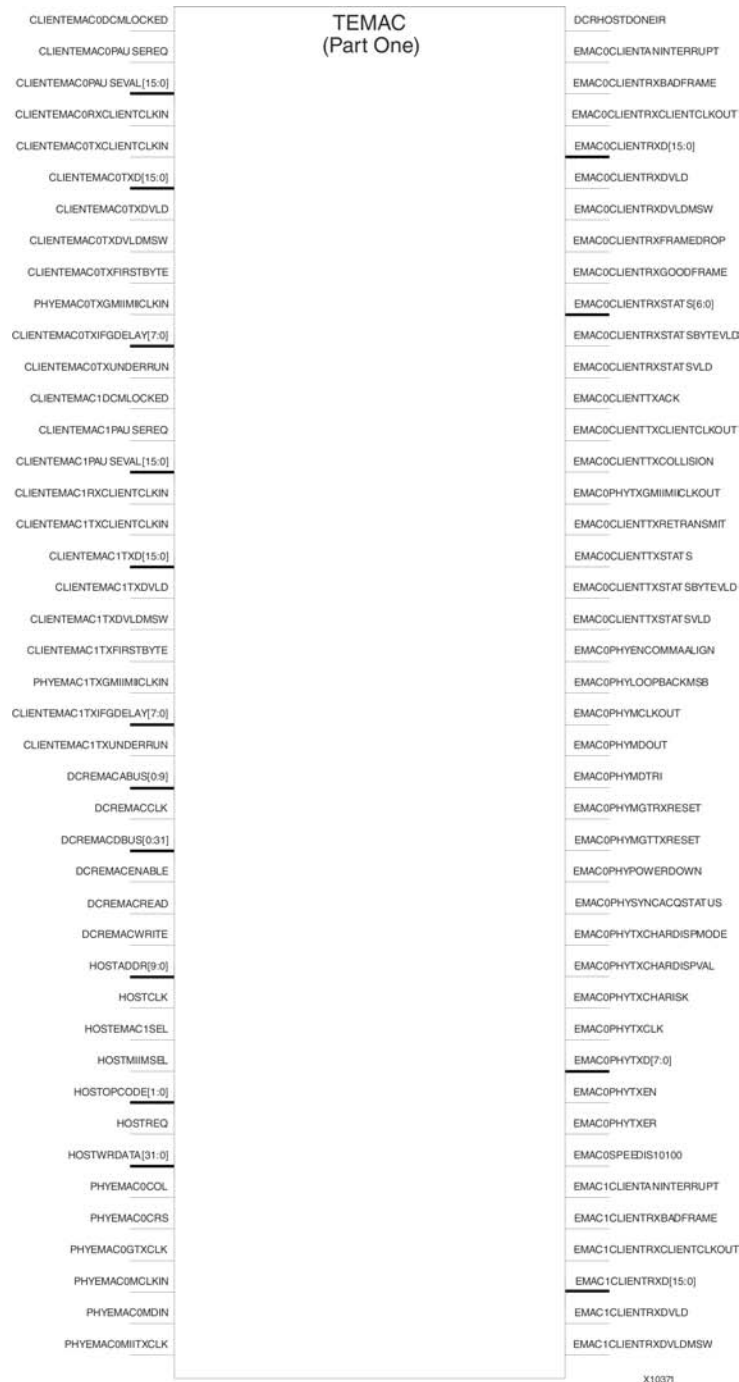 TEMAC
(Part One)
CLIENTEMAC0DCMLOCKED
CLIENTEMAC0PAUSEREQ
CLIENTEMAC0PAUSEVAL[15:0]
CLIENTEMAC0RXCLIENTCLKIN
CLIENTEMAC0TXCLIENTCLKIN
CLIENTEMAC0TXD[15:0]
CLIENTEMAC0TXDVLD
CLIENTEMAC0TXDVLDMSW
CLIENTEMAC0TXFIRSTBYTE
PHYEMAC0TXGMIIMIICLKIN
CLIENTEMAC0TXIFGDELAY[7:0]
CLIENTEMAC0TXUNDERRUN
CLIENTEMAC1DCMLOCKED
CLIENTEMAC1PAUSEREQ
CLIENTEMAC1PAUSEVAL[15:0]
CLIENTEMAC1RXCLIENTCLKIN
CLIENTEMAC1TXCLIENTCLKIN
CLIENTEMAC1TXD[15:0]
CLIENTEMAC1TXDVLD
CLIENTEMAC1TXDVLDMSW
CLIENTEMAC1TXFIRSTBYTE
PHYEMAC1TXGMIIMIICLKIN
CLIENTEMAC1TXIFGDELAY[7:0]
CLIENTEMAC1TXUNDERRUN
DCREMACABUS[0:9]
DCREMACCLK
DCREMACDBUS[0:31]
DCREMACENABLE
DCREMACREAD
DCREMACWRITE
HOSTADDR[9:0]
HOSTCLK
HOSTEMAC1SEL
HOSTMIIMSEL
HOSTOPCODE[1:0]
HOSTREQ
HOSTWRDATA[31:0]
PHYEMAC0COL
PHYEMAC0CRS
PHYEMAC0GTXCLK
PHYEMAC0MCLKIN
PHYEMAC0MDIN
PHYEMAC0MIITXCLK
DCRHOSTDONEIR
EMAC0CLIENTANINTERRUPT
EMAC0CLIENTRXBADFRAME
EMAC0CLIENTRXCLIENTCLKOUT
EMAC0CLIENTRXD[15:0]
EMAC0CLIENTRXDVLD
EMAC0CLIENTRXDVLDMSW
EMAC0CLIENTRXFRAMEDROP
EMAC0CLIENTRXGOODFRAME
EMAC0CLIENTRXSTATS[6:0]
EMAC0CLIENTRXSTATSBYTEVLD
EMAC0CLIENTRXSTATSVLD
EMAC0CLIENTTXACK
EMAC0CLIENTTXCLIENTCLKOUT
EMAC0CLIENTTXCOLLISION
EMAC0PHYTXGMIIMIICLKOUT
EMAC0CLIENTTXRETRANSMIT
EMAC0CLIENTTXSTATS
EMAC0CLIENTTXSTATSBYTEVLD
EMAC0CLIENTTXSTATSVLD
EMAC0PHYENCOMMAALIGN
EMAC0PHYLOOPBACKMSB
EMAC0PHYMCLKOUT
EMAC0PHYMDOUT
EMAC0PHYMDTRI
EMAC0PHYMGTRXRESET
EMAC0PHYMGTTXRESET
EMAC0PHYPOWERDOWN
EMAC0PHYSYNCACQSTATUS
EMAC0PHYTXCHARDISPMODE
EMAC0PHYTXCHARDISPVAL
EMAC0PHYTXCHARISK
EMAC0PHYTXCLK
EMAC0PHYTXD[7:0]
EMAC0PHYTXEN
EMAC0PHYTXER
EMAC0SPEEDIS10100
EMAC1CLIENTANINTERRUPT
EMAC1CLIENTRXBADFRAME
EMAC1CLIENTRXCLIENTCLKOUT
EMAC1CLIENTRXD[15:0]
EMAC1CLIENTRXDVLD
EMAC1CLIENTRXDVLDMSW
X10371